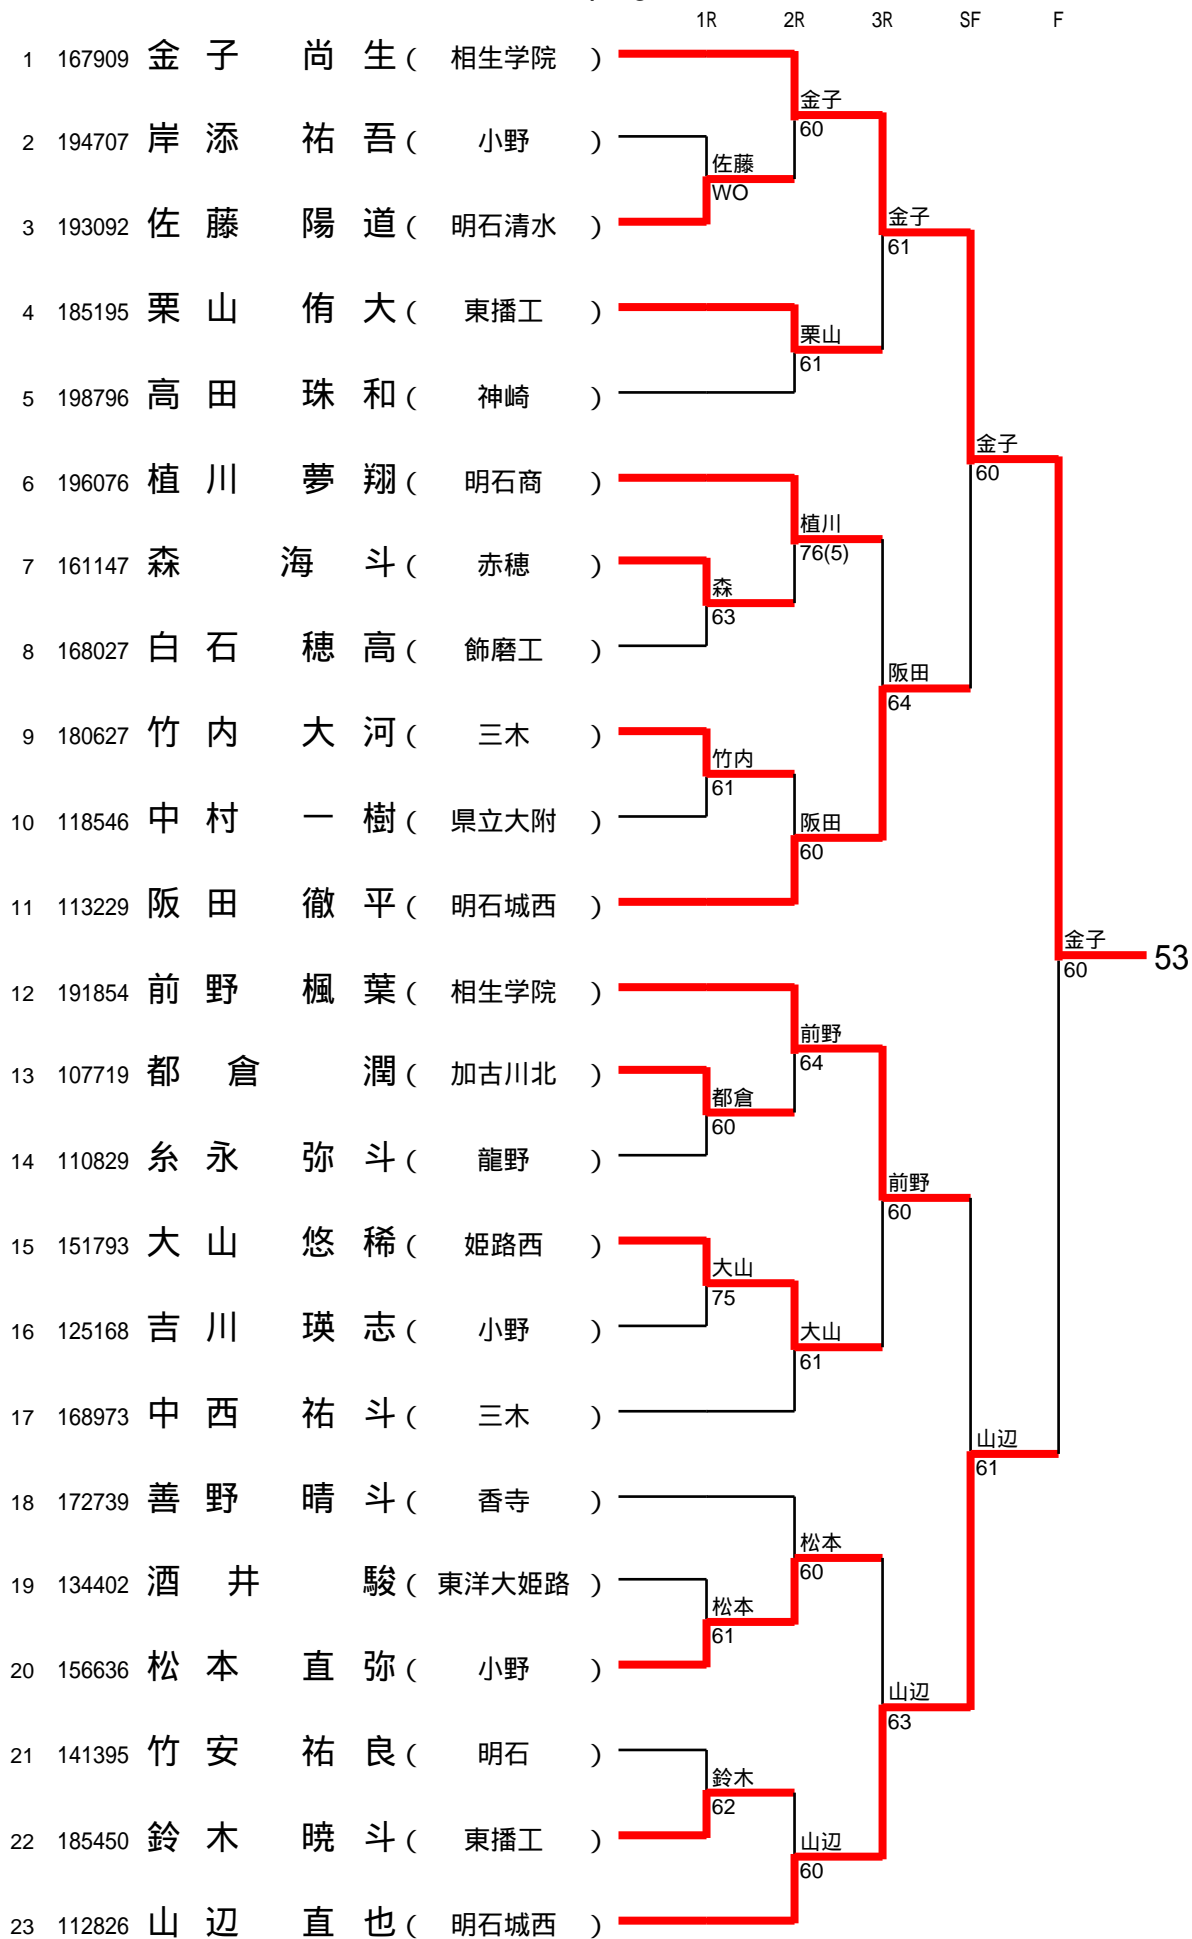 1R 2R 3R SF F
1 167909 金子 尚生 ( 相生学院 )
金子
60
2 194707 岸添 祐吾 ( 小野 )
佐藤
WO
3 193092 佐藤 陽道 ( 明石清水 )
金子
61
4 185195 栗山 侑大 ( 東播工 )
栗山
61
5 198796 高田 珠和 ( 神崎 )
金子
60
6 196076 植川 夢翔 ( 明石商 )
植川
76(5)
7 161147 森 海斗 ( 赤穂 )
森
63
8 168027 白石 穂高 ( 飾磨工 )
阪田
64
9 180627 竹内 大河 ( 三木 )
竹内
61
10 118546 中村 一樹 ( 県立大附 )
阪田
60
11 113229 阪田 徹平 ( 明石城西 )
金子
60
53
12 191854 前野 楓葉 ( 相生学院 )
前野
64
13 107719 都倉 潤 ( 加古川北 )
都倉
60
14 110829 糸永 弥斗 ( 龍野 )
前野
60
15 151793 大山 悠稀 ( 姫路西 )
大山
75
16 125168 吉川 瑛志 ( 小野 )
大山
61
17 168973 中西 祐斗 ( 三木 )
山辺
61
18 172739 善野 晴斗 ( 香寺 )
松本
60
19 134402 酒井 駿 ( 東洋大姫路 )
松本
61
20 156636 松本 直弥 ( 小野 )
山辺
63
21 141395 竹安 祐良 ( 明石 )
鈴木
62
22 185450 鈴木 暁斗 ( 東播工 )
山辺
60
23 112826 山辺 直也 ( 明石城西 )